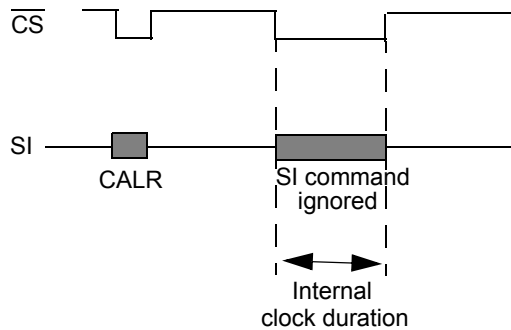 CS
SI
CALR
SI command
ignored
Internal
clock duration